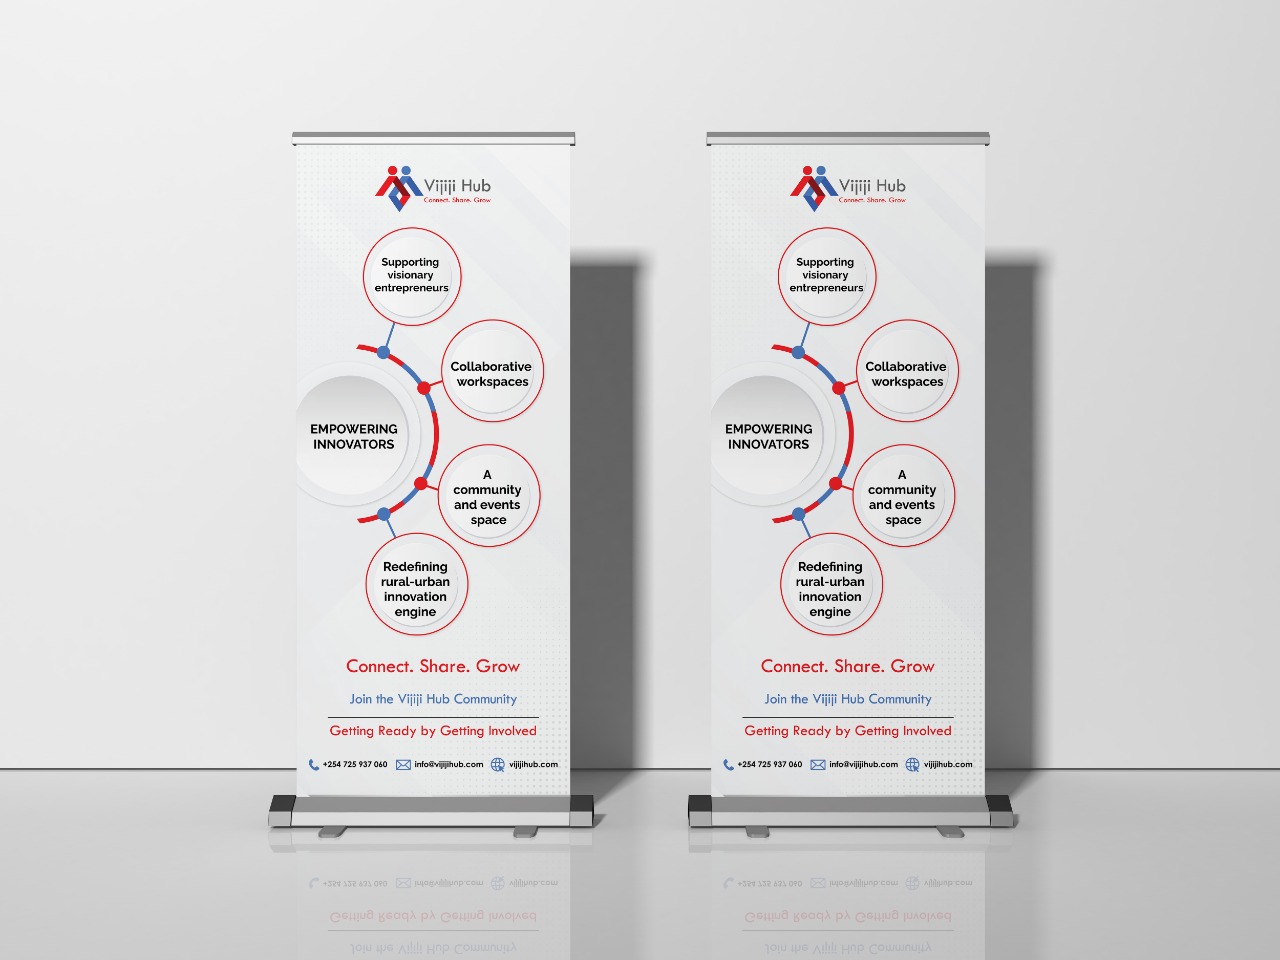 Vijiji Hub
Connect. Share. Grow
Supporting
visionary
entrepreneurs
Collaborative
workspaces
EMPOWERING
INNOVATORS
A
community
and events
space
Redefining
rural-urban
innovation
engine
Connect. Share. Grow
Join the Vijiji Hub Community
Getting Ready by Getting Involved
+254 725 937 060 info@vijijihub.com vijijihub.com
Vijiji Hub
Connect. Share. Grow
Supporting
visionary
entrepreneurs
Collaborative
workspaces
EMPOWERING
INNOVATORS
A
community
and events
space
Redefining
rural-urban
innovation
engine
Connect. Share. Grow
Join the Vijiji Hub Community
Getting Ready by Getting Involved
+254 725 937 060 info@vijijihub.com vijijihub.com